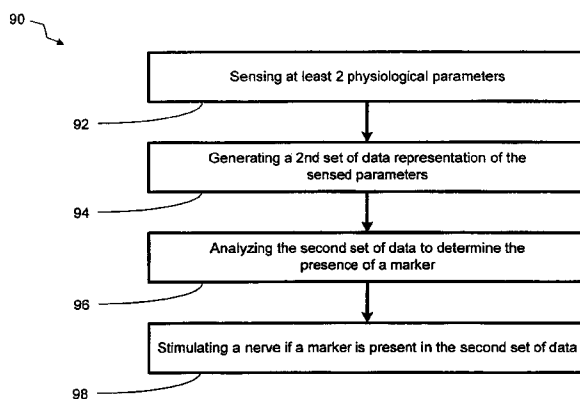 90
Sensing at least 2 physiological parameters
92
Generating a 2nd set of data representation of the
sensed parameters
94
Analyzing the second set of data to determine the
presence of a marker
96
Stimulating a nerve if a marker is present in the second set of data
98